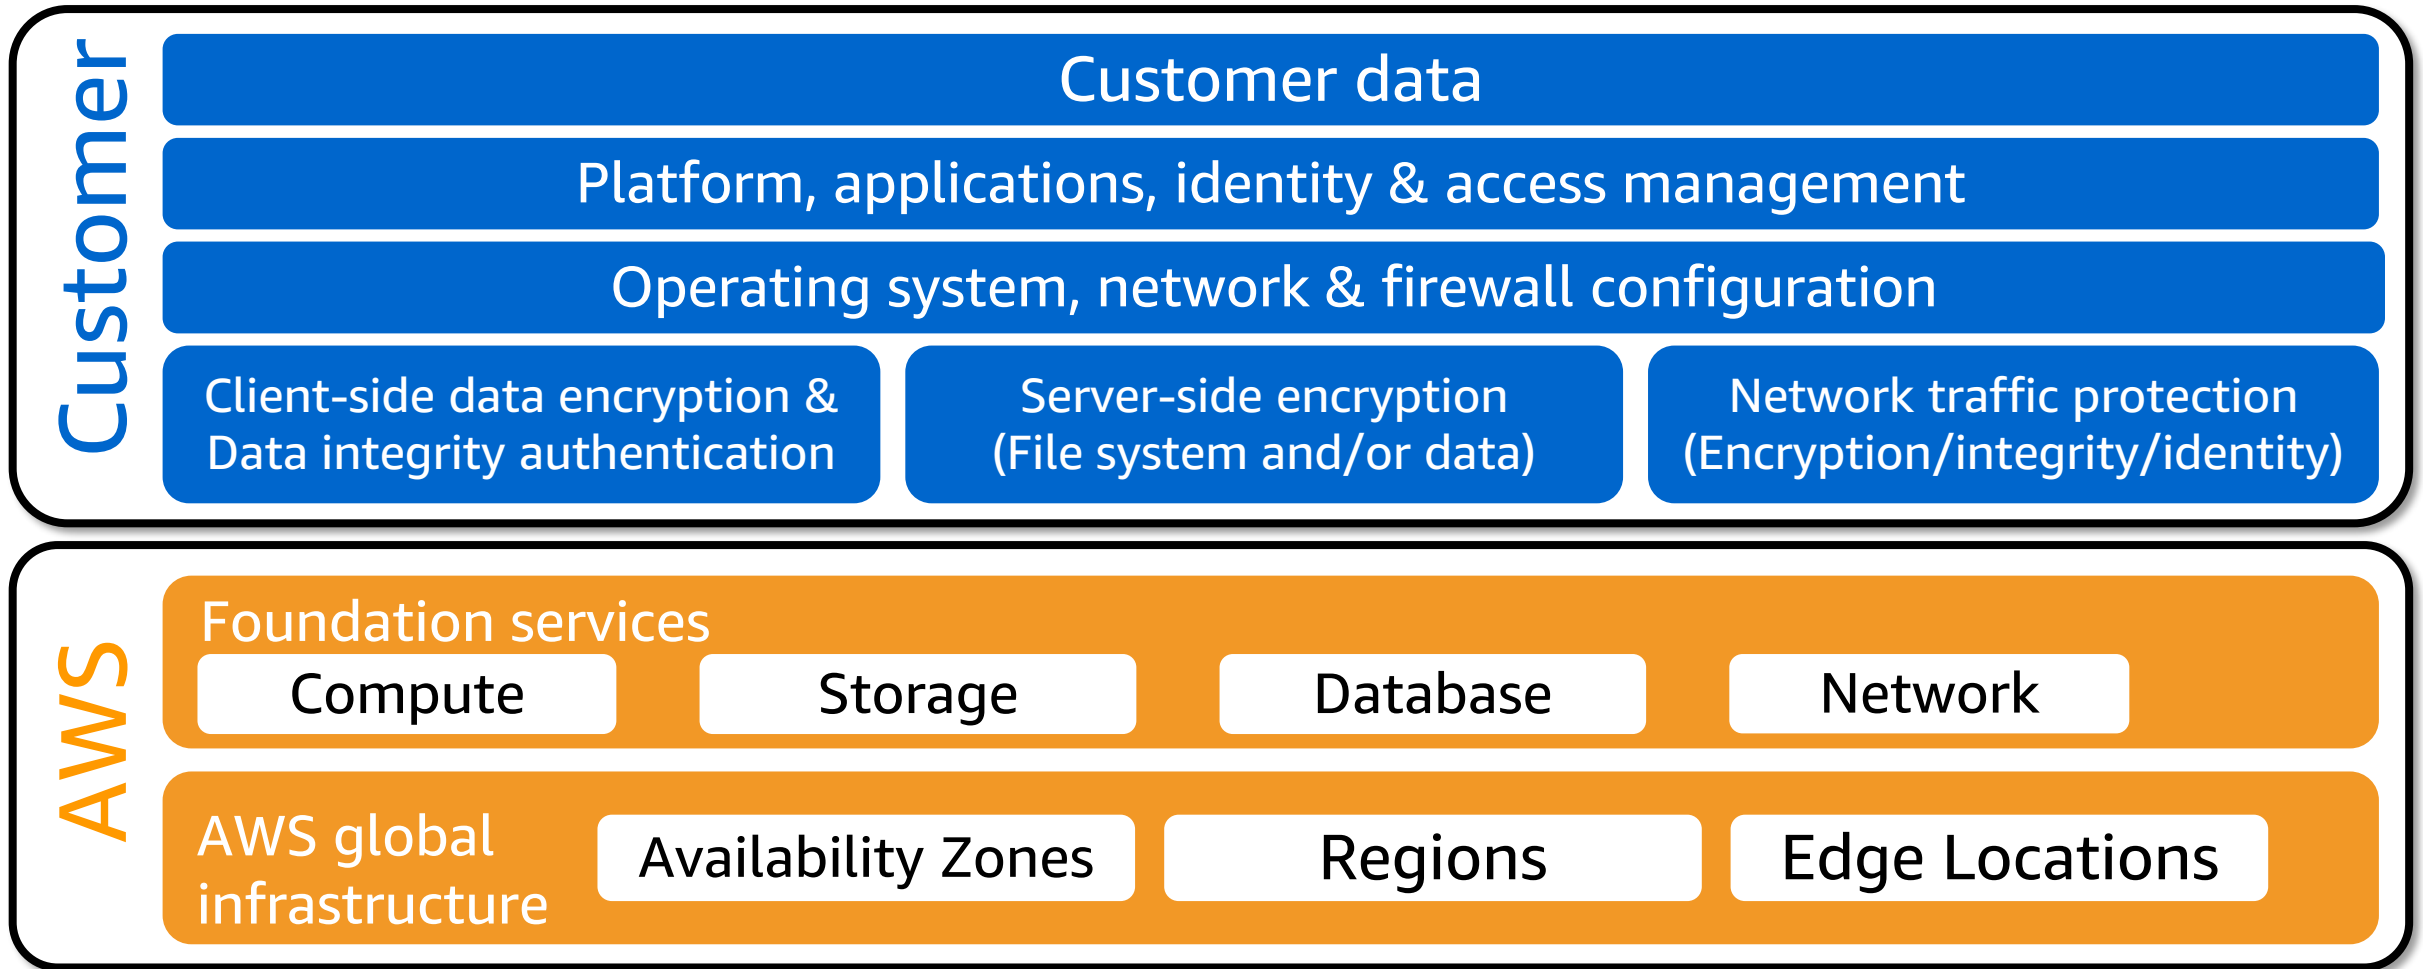 Customer
Customer data
Platform, applications, identity & access management
Operating system, network & firewall configuration
Client-side data encryption &
Data integrity authentication
Server-side encryption
(File system and/or data)
Network traffic protection
(Encryption/integrity/identity)
AWS
Foundation services
Compute
Storage
Database
Network
AWS global
infrastructure
Availability Zones
Regions
Edge Locations